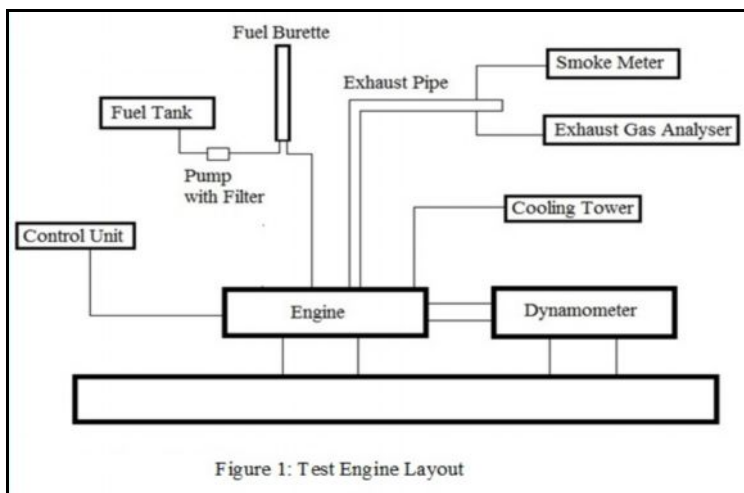 Fuel Burette
Smoke Meter
Exhaust Pipe
Fuel Tank
Exhaust Gas Analyser
Pump
with Filter
Cooling Tower
Control Unit
Engine
Dynamometer
Figure 1: Test Engine Layout